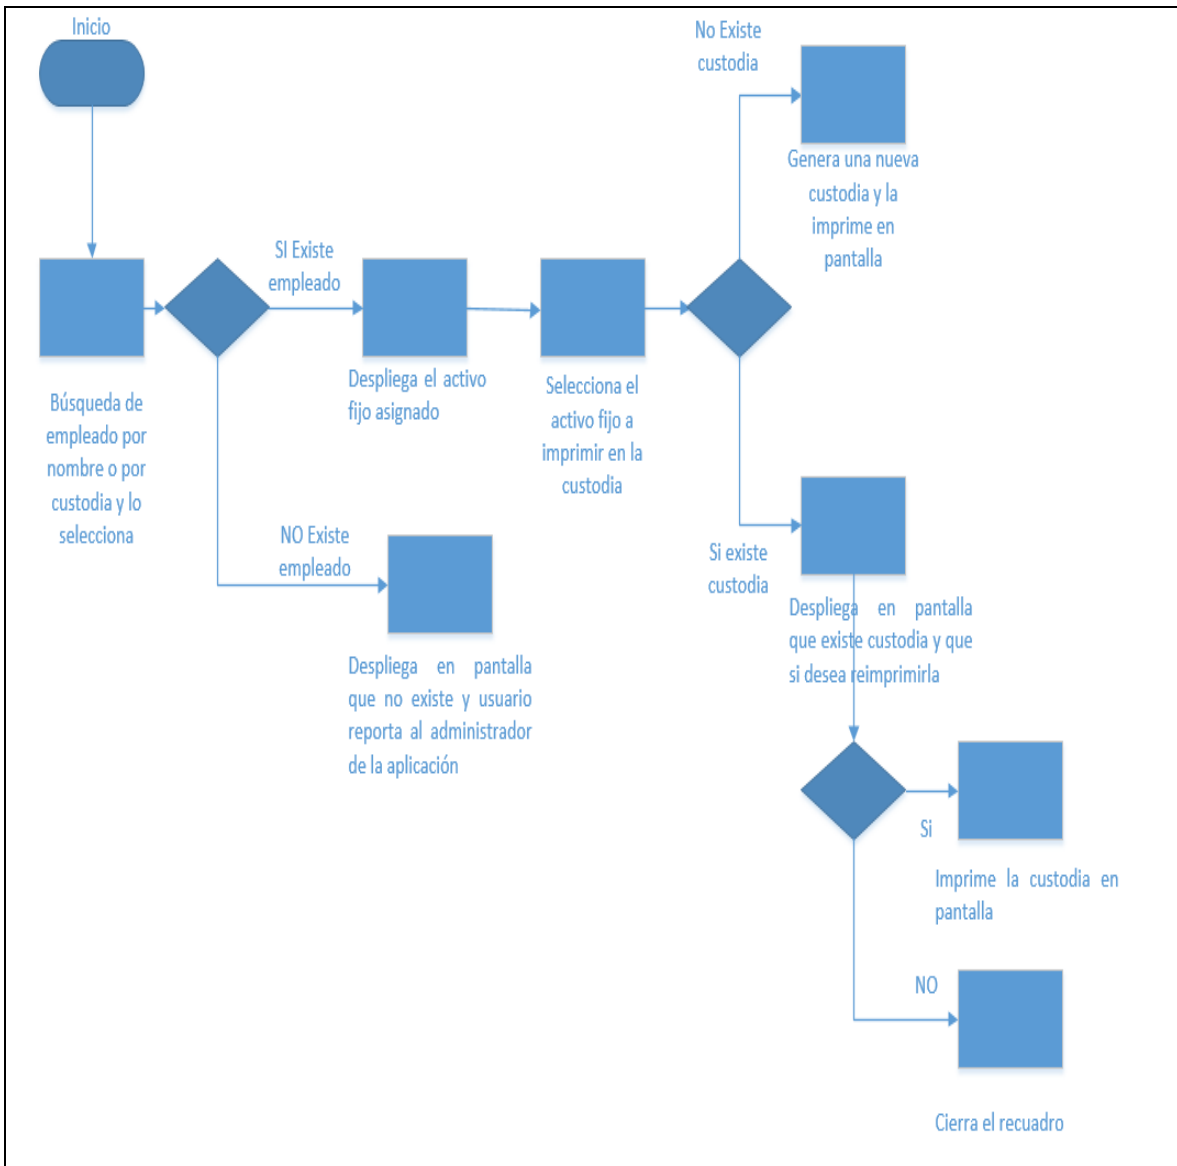 Inicio
No Existe
custodia
Genera una nueva
custodia y la
imprime en
pantalla
SI Existe
empleado
Despliega el activo
fijo asignado
Selecciona el
activo fijo a
imprimir en la
custodia
Búsqueda de
empleado por
nombre o por
custodia y lo
selecciona
NO Existe
empleado
Si existe
custodia
Despliega en pantalla
que existe custodia y que
si desea reimprimirla
Despliega en pantalla
que no existe y usuario
reporta al administrador
de la aplicación
Si
Imprime la custodia en
pantalla
NO
Cierra el recuadro